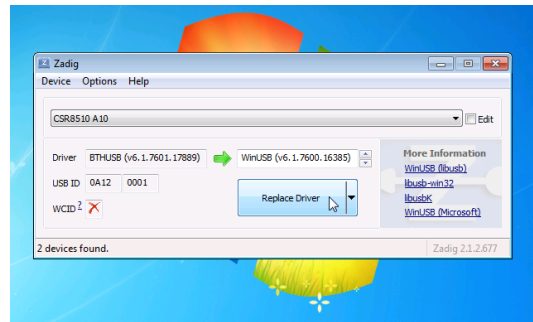 Zadig
Device Options Help
CSR8510 A10
Edit
Driver BTHUSB (v6.1.7601.17889) WinUSB (v6.1.7600.16385)
USB ID 0A12 0001
WCID ?
Replace Driver
More Information
WinUSB (libusb)
libusb-win32
libusbK
WinUSB (Microsoft)
2 devices found.
Zadig 2.1.2.677